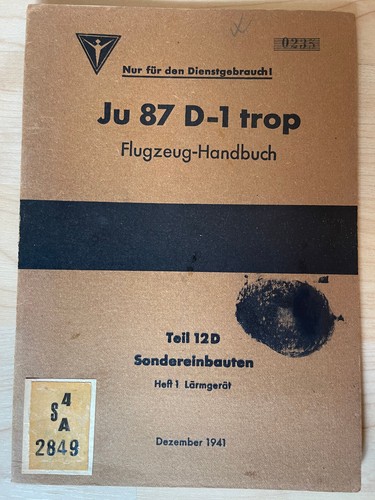 0235
Nur für den Dienstgebrauch!
Ju 87 D-1 trop
Flugzeug-Handbuch
Teil 12D
Sondereinbauten
Heft 1 Lärmgerät
S 4
A
2849
Dezember 1941